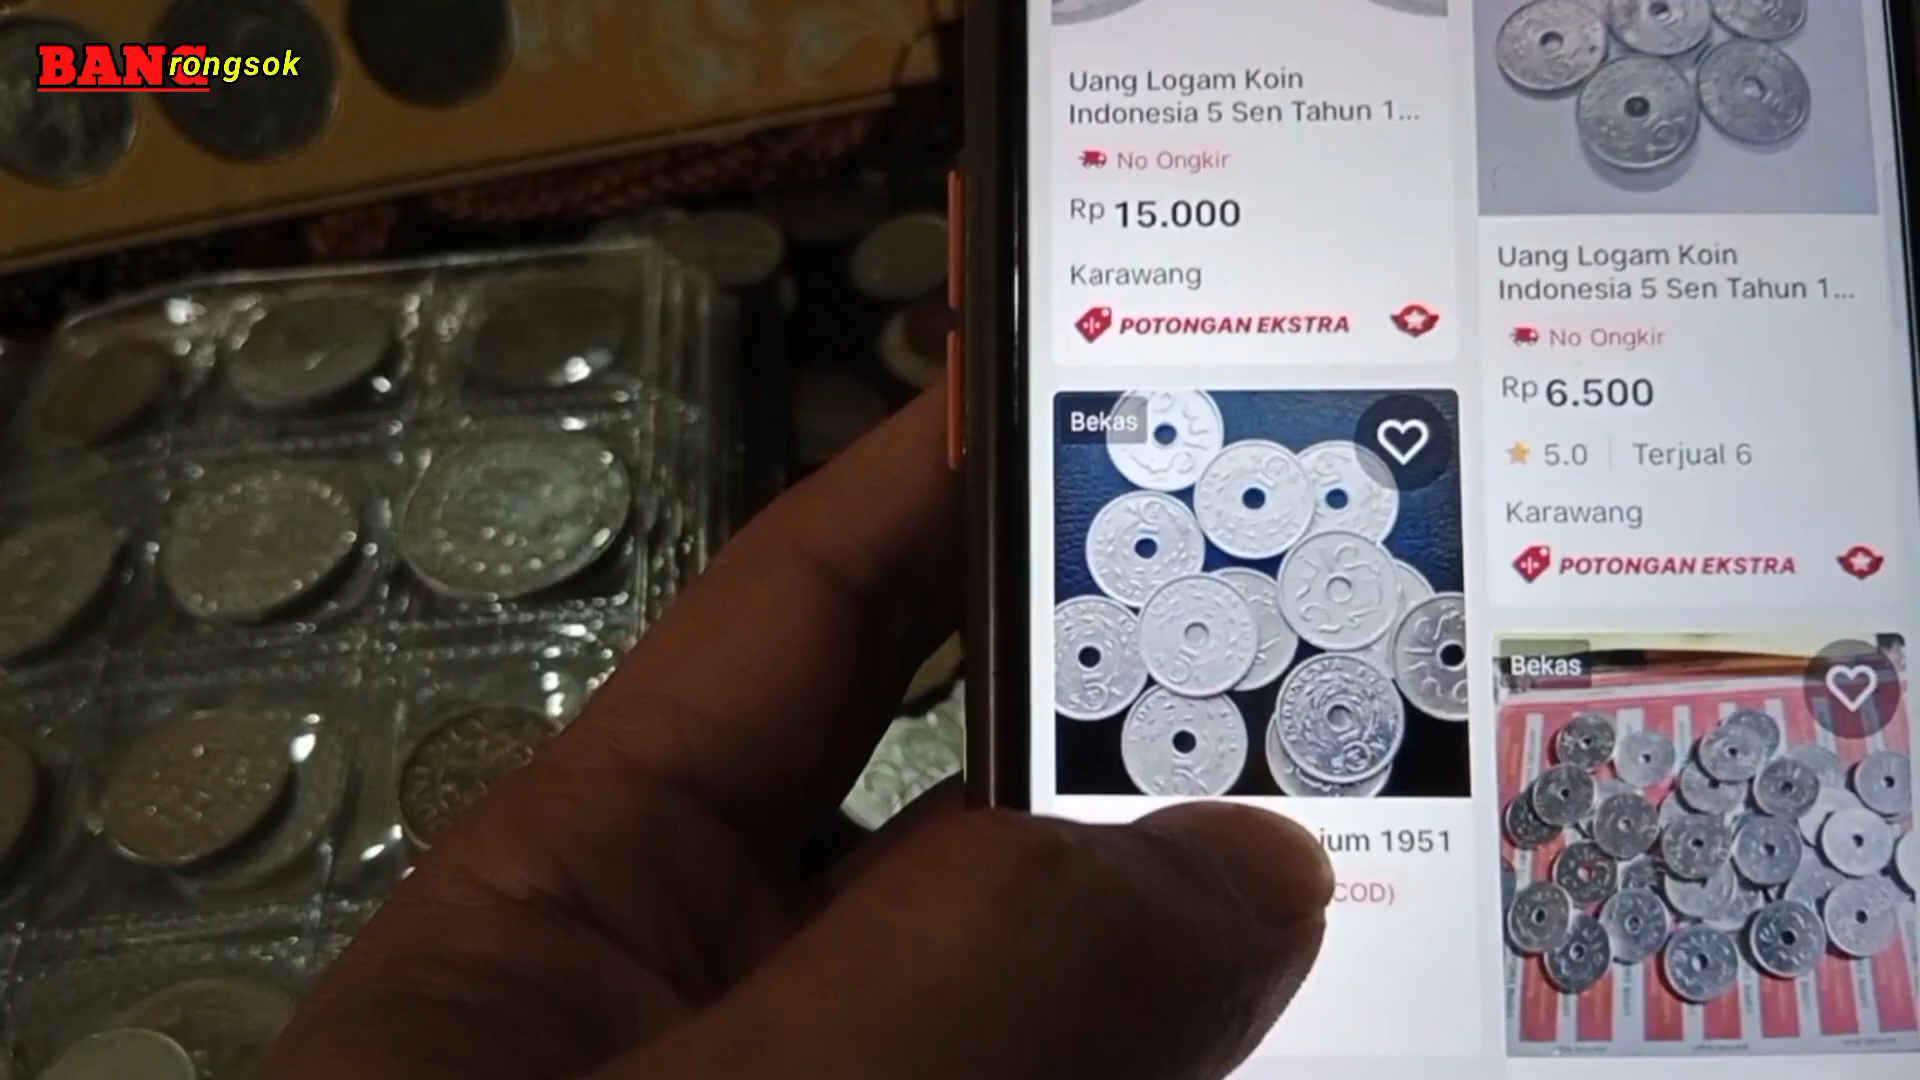 BANG
rongsok
Uang Logam Koin
Indonesia 5 Sen Tahun 1...
No Ongkir
Rp 15.000
Karawang
POTONGAN EKSTRA
Bekas
ium 1951
COD)
Uang Logam Koin
Indonesia 5 Sen Tahun 1...
No Ongkir
Rp 6.500
5.0 Terjual 6
Karawang
POTONGAN EKSTRA
Bekas